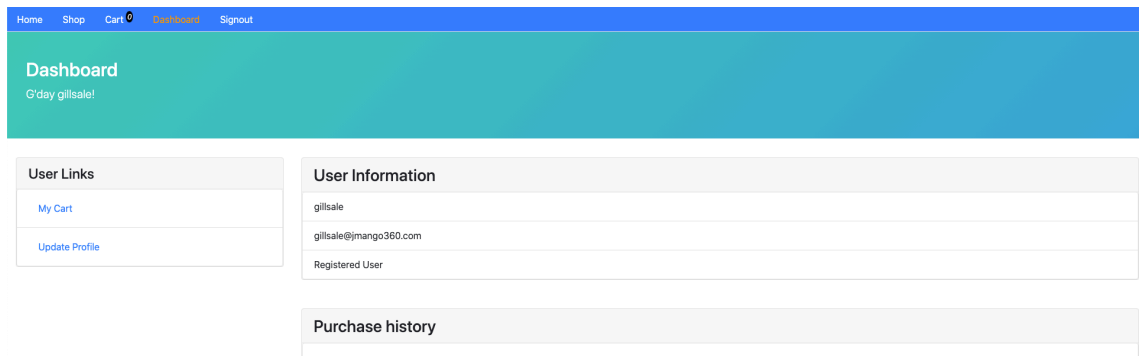 Home Shop Cart 0 Dashboard Signout
Dashboard
G'day gillsale!
User Links
My Cart
Update Profile
User Information
gillsale
gillsale@jmango360.com
Registered User
Purchase history